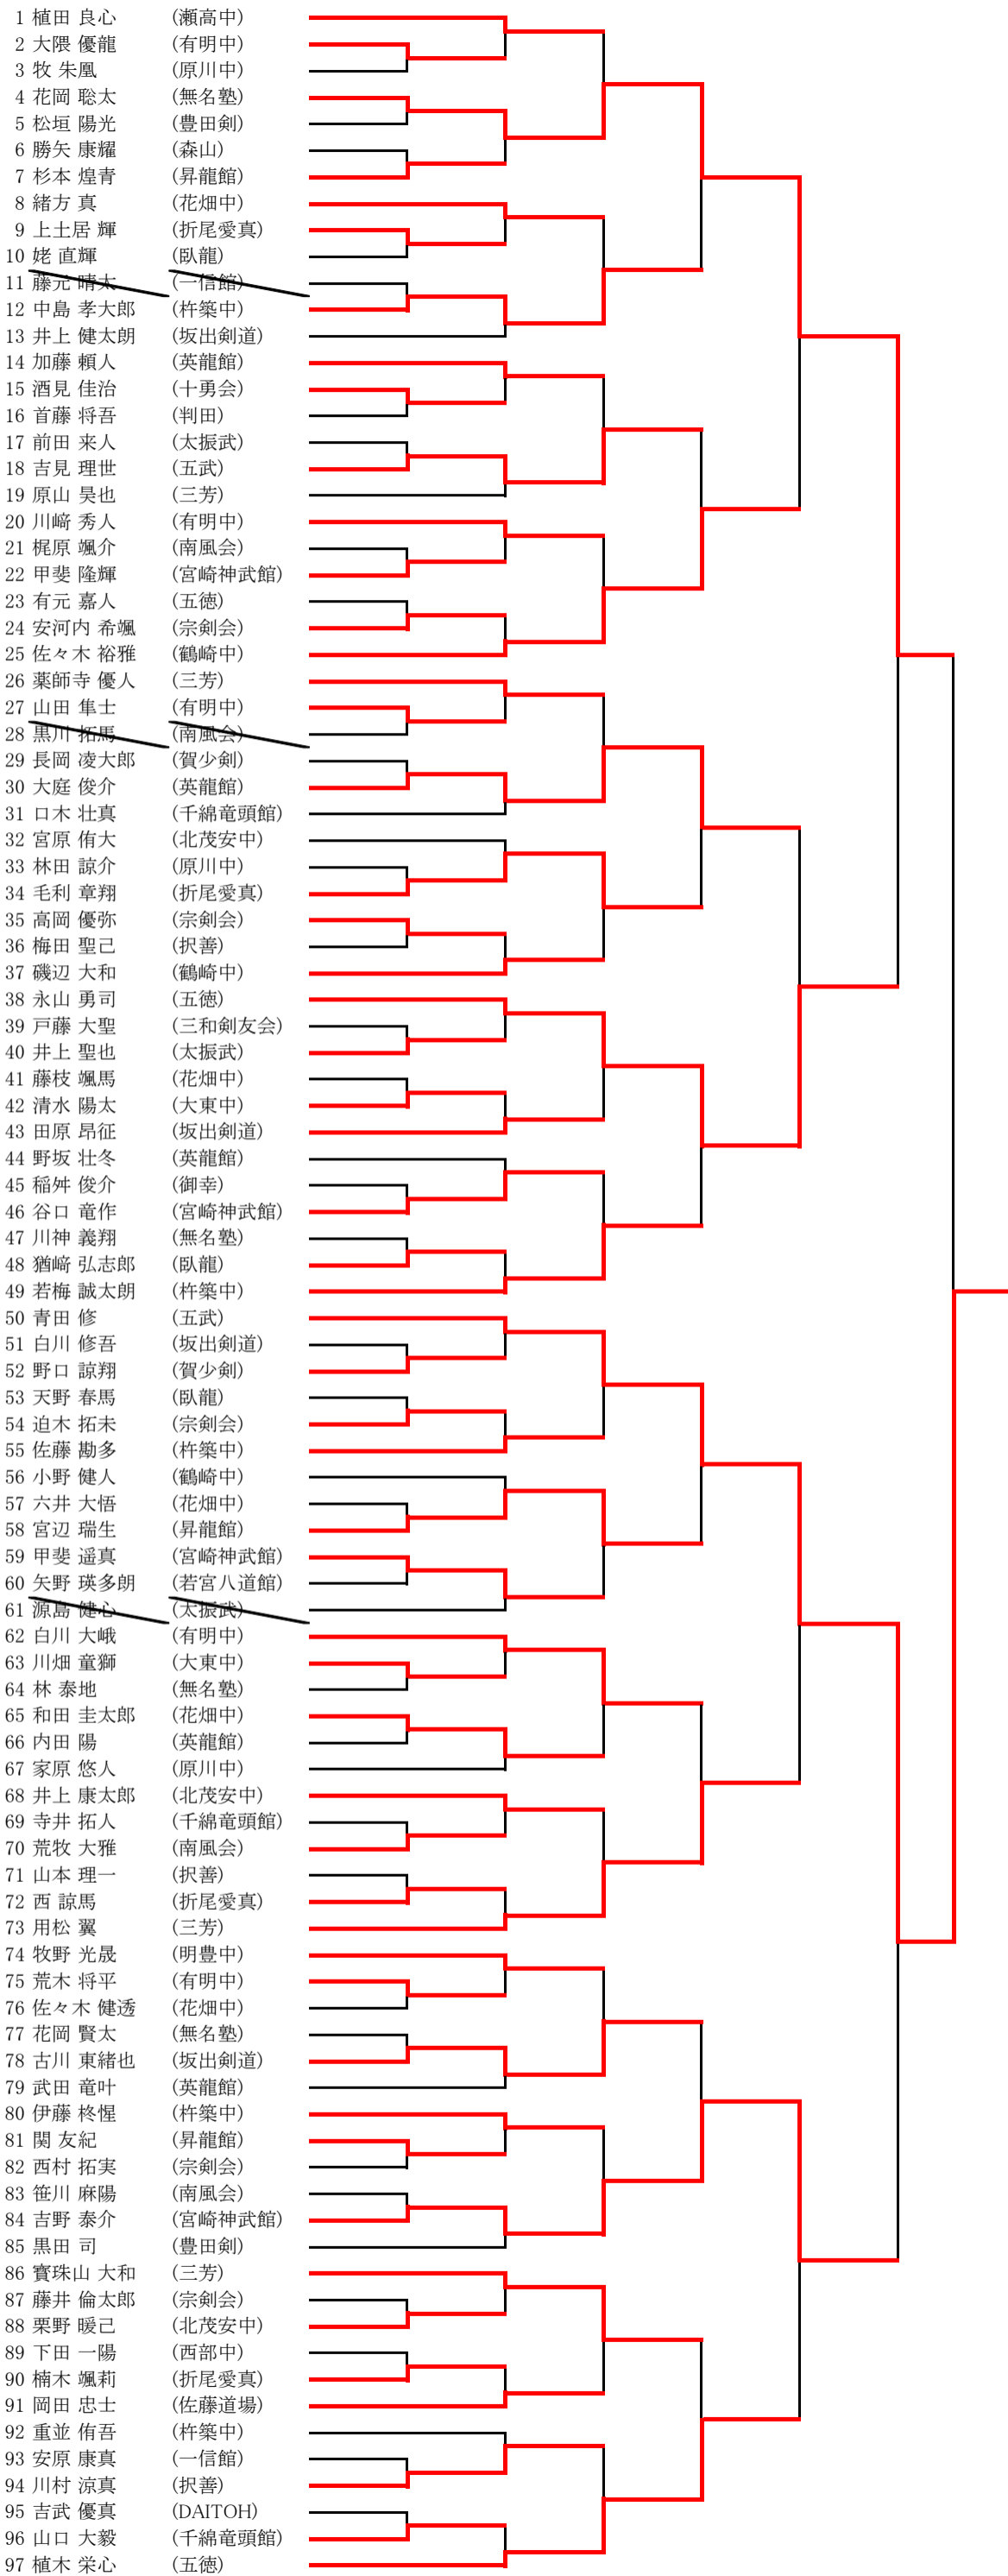 1 植田 良心 (瀬高中)
2 大隈 優龍 (有明中)
3 牧 朱凰 (原川中)
4 花岡 聡太 (無名塾)
5 松垣 陽光 (豊田剣)
6 勝矢 康耀 (森山)
7 杉本 煌青 (昇龍館)
8 緒方 真 (花畑中)
9 上土居 輝 (折尾愛真)
10 姥 直輝 (臥龍)
11 藤元 晴太 (一信館)
12 中島 孝大郎 (杵築中)
13 井上 健太朗 (坂出剣道)
14 加藤 頼人 (英龍館)
15 酒見 佳治 (十勇会)
16 首藤 将吾 (判田)
17 前田 来人 (太振武)
18 吉見 理世 (五武)
19 原山 昊也 (三芳)
20 川﨑 秀人 (有明中)
21 梶原 颯介 (南風会)
22 甲斐 隆輝 (宮崎神武館)
23 有元 嘉人 (五徳)
24 安河内 希颯 (宗剣会)
25 佐々木 裕雅 (鶴崎中)
26 薬師寺 優人 (三芳)
27 山田 隼士 (有明中)
28 黒川 拓馬 (南風会)
29 長岡 凌大郎 (賀少剣)
30 大庭 俊介 (英龍館)
31 口木 壮真 (千綿竜頭館)
32 宮原 侑大 (北茂安中)
33 林田 諒介 (原川中)
34 毛利 章翔 (折尾愛真)
35 高岡 優弥 (宗剣会)
36 梅田 聖己 (択善)
37 磯辺 大和 (鶴崎中)
38 永山 勇司 (五徳)
39 戸藤 大聖 (三和剣友会)
40 井上 聖也 (太振武)
41 藤枝 颯馬 (花畑中)
42 清水 陽太 (大東中)
43 田原 昂征 (坂出剣道)
44 野坂 壮冬 (英龍館)
45 稲舛 俊介 (御幸)
46 谷口 竜作 (宮崎神武館)
47 川神 義翔 (無名塾)
48 猶﨑 弘志郎 (臥龍)
49 若梅 誠太朗 (杵築中)
50 青田 修 (五武)
51 白川 修吾 (坂出剣道)
52 野口 諒翔 (賀少剣)
53 天野 春馬 (臥龍)
54 迫木 拓未 (宗剣会)
55 佐藤 勘多 (杵築中)
56 小野 健人 (鶴崎中)
57 六井 大悟 (花畑中)
58 宮辺 瑞生 (昇龍館)
59 甲斐 遥真 (宮崎神武館)
60 矢野 瑛多朗 (若宮八道館)
61 源島 健心 (太振武)
62 白川 大峨 (有明中)
63 川畑 童獅 (大東中)
64 林 泰地 (無名塾)
65 和田 圭太郎 (花畑中)
66 内田 陽 (英龍館)
67 家原 悠人 (原川中)
68 井上 康太郎 (北茂安中)
69 寺井 拓人 (千綿竜頭館)
70 荒牧 大雅 (南風会)
71 山本 理一 (択善)
72 西 諒馬 (折尾愛真)
73 用松 翼 (三芳)
74 牧野 光晟 (明豊中)
75 荒木 将平 (有明中)
76 佐々木 健透 (花畑中)
77 花岡 賢太 (無名塾)
78 古川 東緒也 (坂出剣道)
79 武田 竜叶 (英龍館)
80 伊藤 柊惺 (杵築中)
81 関 友紀 (昇龍館)
82 西村 拓実 (宗剣会)
83 笹川 麻陽 (南風会)
84 吉野 泰介 (宮崎神武館)
85 黒田 司 (豊田剣)
86 寳珠山 大和 (三芳)
87 藤井 倫太郎 (宗剣会)
88 栗野 暖己 (北茂安中)
89 下田 一陽 (西部中)
90 楠木 颯莉 (折尾愛真)
91 岡田 忠士 (佐藤道場)
92 重並 侑吾 (杵築中)
93 安原 康真 (一信館)
94 川村 涼真 (択善)
95 吉武 優真 (DAITOH)
96 山口 大毅 (千綿竜頭館)
97 植木 栄心 (五徳)